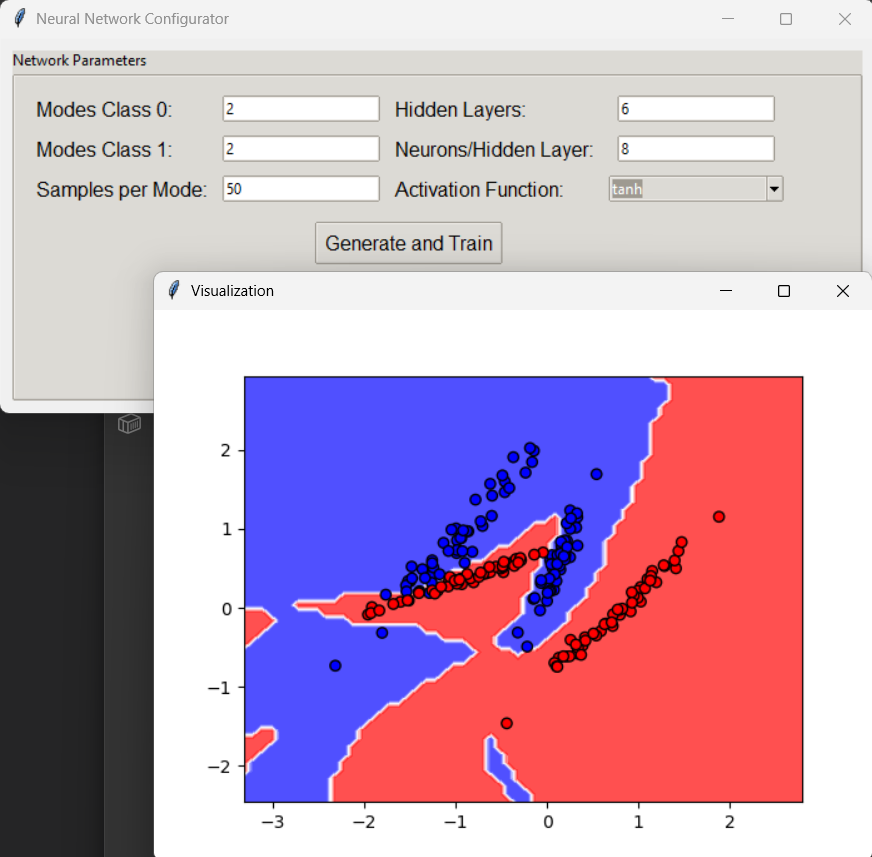 Neural Network Configurator
Network Parameters
Modes Class 0: 2 Hidden Layers: 6
Modes Class 1: 2 Neurons/Hidden Layer: 8
Samples per Mode: 50 Activation Function: tanh
Generate and Train
Visualization
2
1
0
−1
−2
−3 −2 −1 0 1 2